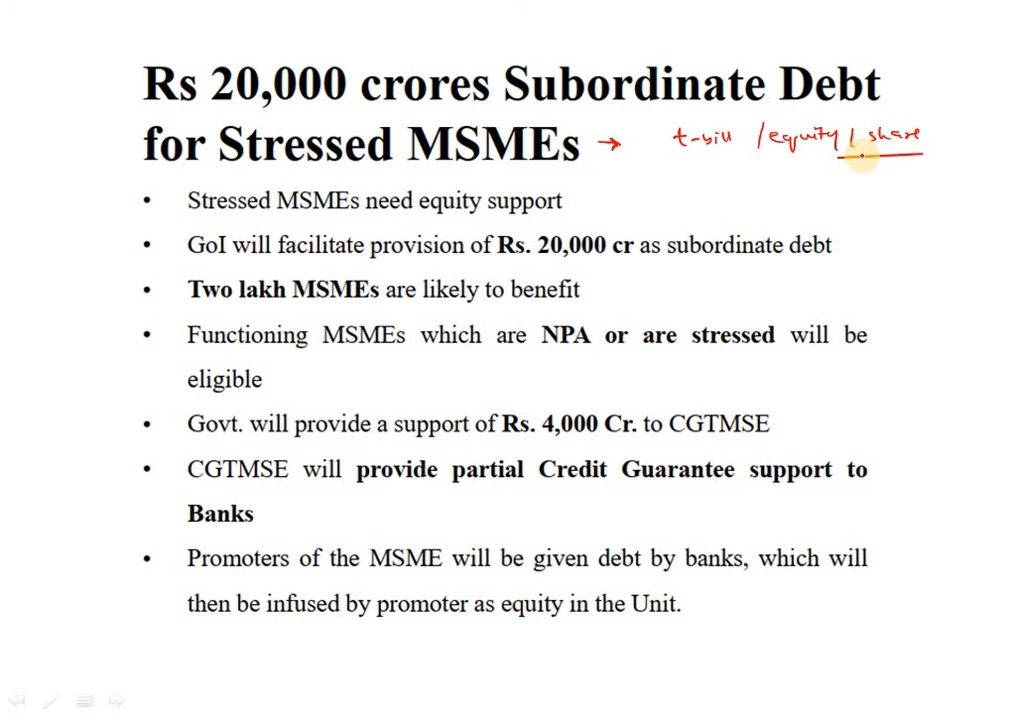 Rs 20,000 crores Subordinate Debt
for Stressed MSMEs → t-bill / equity / share
• Stressed MSMEs need equity support
• GoI will facilitate provision of Rs. 20,000 cr as subordinate debt
• Two lakh MSMEs are likely to benefit
• Functioning MSMEs which are NPA or are stressed will be
eligible
• Govt. will provide a support of Rs. 4,000 Cr. to CGTMSE
• CGTMSE will provide partial Credit Guarantee support to
Banks
• Promoters of the MSME will be given debt by banks, which will
then be infused by promoter as equity in the Unit.